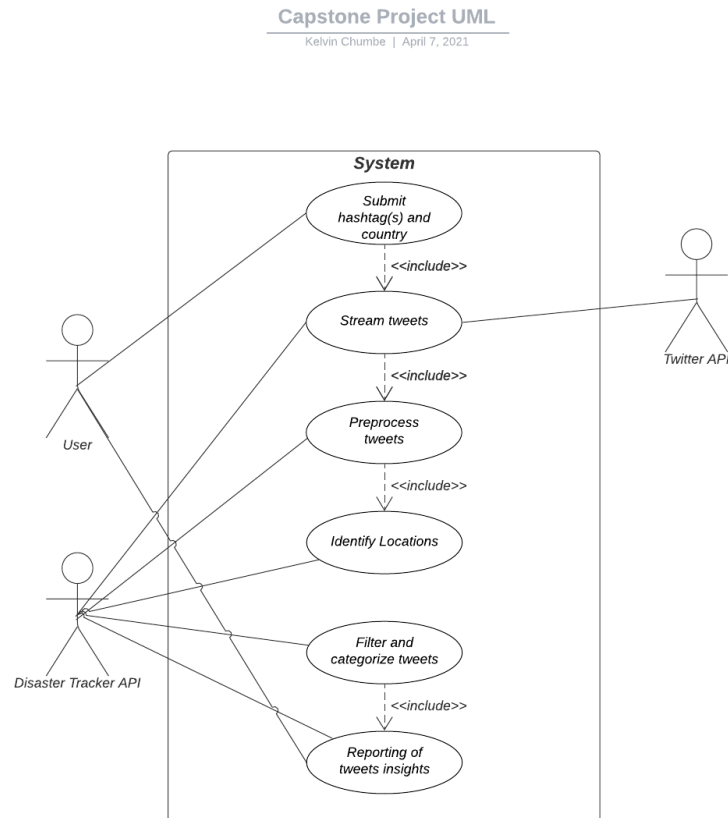 Capstone Project UML
Kelvin Chumbe | April 7, 2021
System
Submit
hashtag(s) and
country
<<include>>
Stream tweets
Twitter API
<<include>>
Preprocess
tweets
User
<<include>>
Identify Locations
Filter and
categorize tweets
Disaster Tracker API
<<include>>
Reporting of
tweets insights